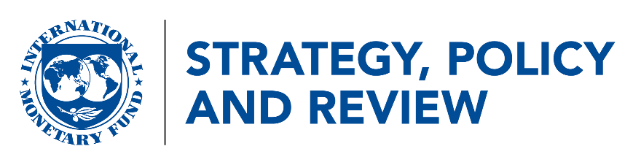 INTERNATIONAL
MONETARY FUND
STRATEGY, POLICY
AND REVIEW